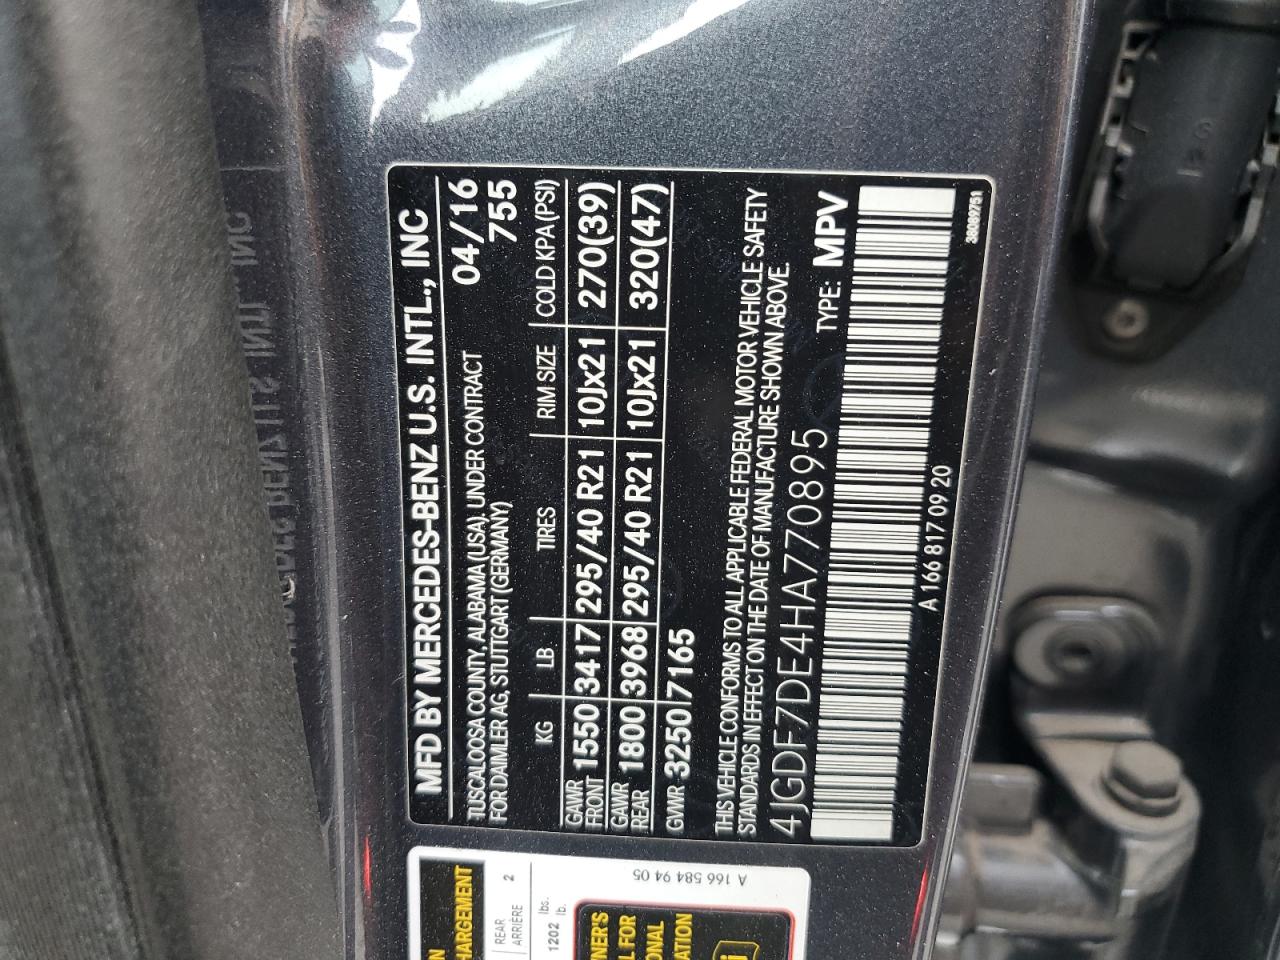 MFD BY MERCEDES-BENZ U.S. INTL., INC
TUSCALOOSA COUNTY, ALABAMA (USA), UNDER CONTRACT 04/16
FOR DAIMLER AG, STUTTGART (GERMANY) 755
KG LB TIRES RIM SIZE COLD KPA (PSI)
GAWR FRONT 1550 3417 295/40 R21 10Jx21 270(39)
GAWR REAR 1800 3968 295/40 R21 10Jx21 320(47)
GVWR 3250/7165
THIS VEHICLE CONFORMS TO ALL APPLICABLE FEDERAL MOTOR VEHICLE SAFETY
STANDARDS IN EFFECT ON THE DATE OF MANUFACTURE SHOWN ABOVE.
4JGDF7DE4HA770895 TYPE: MPV
A 166 817 09 20
38089751
HARGEMENT
REAR
ARRIÈRE 2
1202 lbs.
lb.
A 166 584 94 05